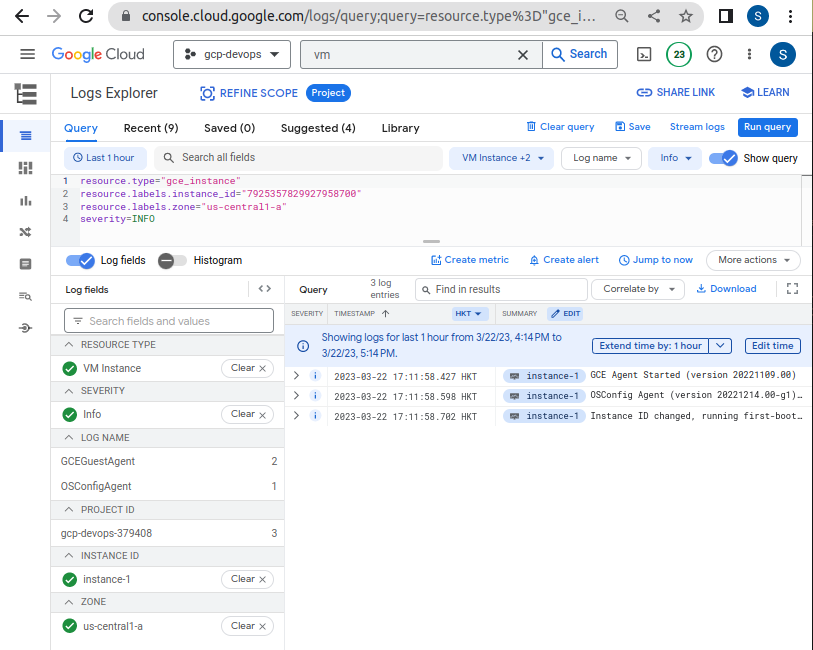 console.cloud.google.com/logs/query;query=resource.type%3D"gce_i...
S
Google Cloud
gcp-devops
vm
Search
23
S
Logs Explorer
REFINE SCOPE
Project
SHARE LINK
LEARN
Query
Recent (9)
Saved (0)
Suggested (4)
Library
Clear query
Save
Stream logs
Run query
Last 1 hour
Search all fields
VM Instance +2
Log name
Info
Show query
1 resource.type="gce_instance"
2 resource.labels.instance_id="7925357829927958700"
3 resource.labels.zone="us-central1-a"
4 severity=INFO
Log fields
Histogram
Create metric
Create alert
Jump to now
More actions
Log fields
Search fields and values
RESOURCE TYPE
VM Instance
Clear
SEVERITY
Info
Clear
LOG NAME
GCEGuestAgent 2
OSConfigAgent 1
PROJECT ID
gcp-devops-379408 3
INSTANCE ID
instance-1
Clear
ZONE
us-central1-a
Clear
Query
3 log
entries
Find in results
Correlate by
Download
SEVERITY TIMESTAMP HKT SUMMARY EDIT
Showing logs for last 1 hour from 3/22/23, 4:14 PM to
3/22/23, 5:14 PM.
Extend time by: 1 hour
Edit time
2023-03-22 17:11:58.427 HKT instance-1 GCE Agent Started (version 20221109.00)
2023-03-22 17:11:58.598 HKT instance-1 OSConfig Agent (version 20221214.00-g1)…
2023-03-22 17:11:58.702 HKT instance-1 Instance ID changed, running first-boot…